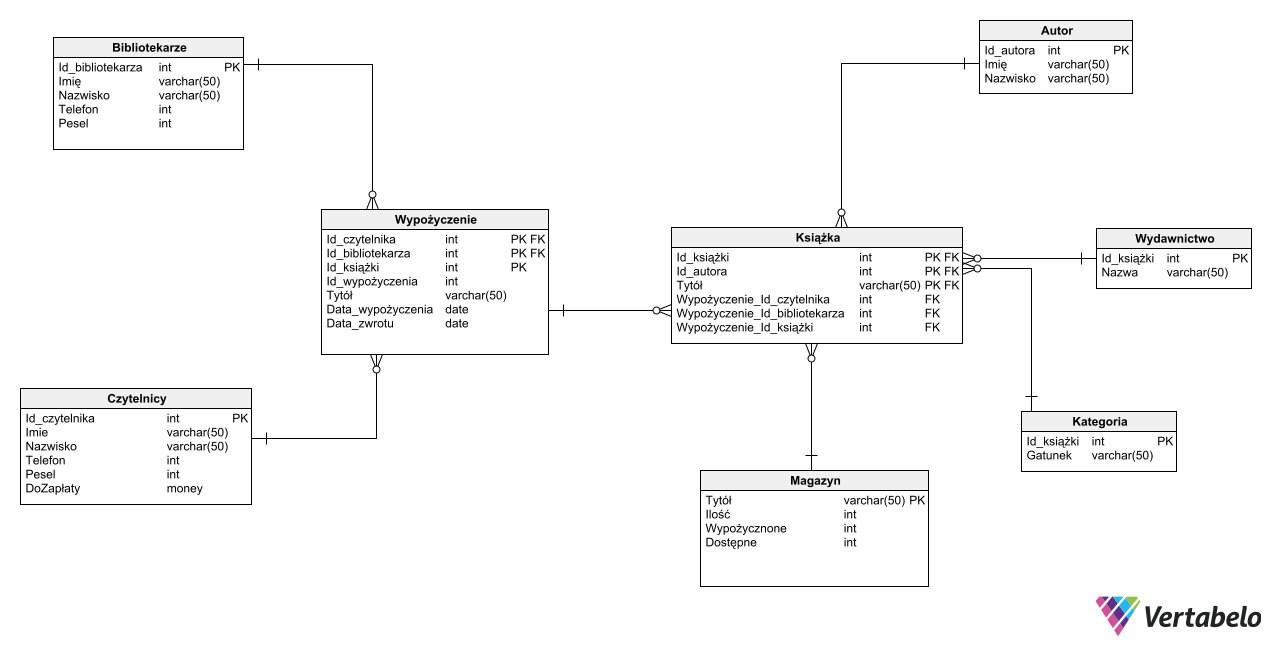 Bibliotekarze
Id_bibliotekarza int PK
Imię varchar(50)
Nazwisko varchar(50)
Telefon int
Pesel int
Autor
Id_autora int PK
Imię varchar(50)
Nazwisko varchar(50)
Wypożyczenie
Id_czytelnika int PK FK
Id_bibliotekarza int PK FK
Id_książki int PK
Id_wypożyczenia int
Tytół varchar(50)
Data_wypożyczenia date
Data_zwrotu date
Książka
Id_książki int PK FK
Id_autora int PK FK
Tytół varchar(50) PK FK
Wypożyczenie_Id_czytelnika int FK
Wypożyczenie_Id_bibliotekarza int FK
Wypożyczenie_Id_książki int FK
Wydawnictwo
Id_książki int PK
Nazwa varchar(50)
Czytelnicy
Id_czytelnika int PK
Imie varchar(50)
Nazwisko varchar(50)
Telefon int
Pesel int
DoZapłaty money
Kategoria
Id_książki int PK
Gatunek varchar(50)
Magazyn
Tytół varchar(50) PK
Ilość int
Wypożycznone int
Dostępne int
Vertabelo